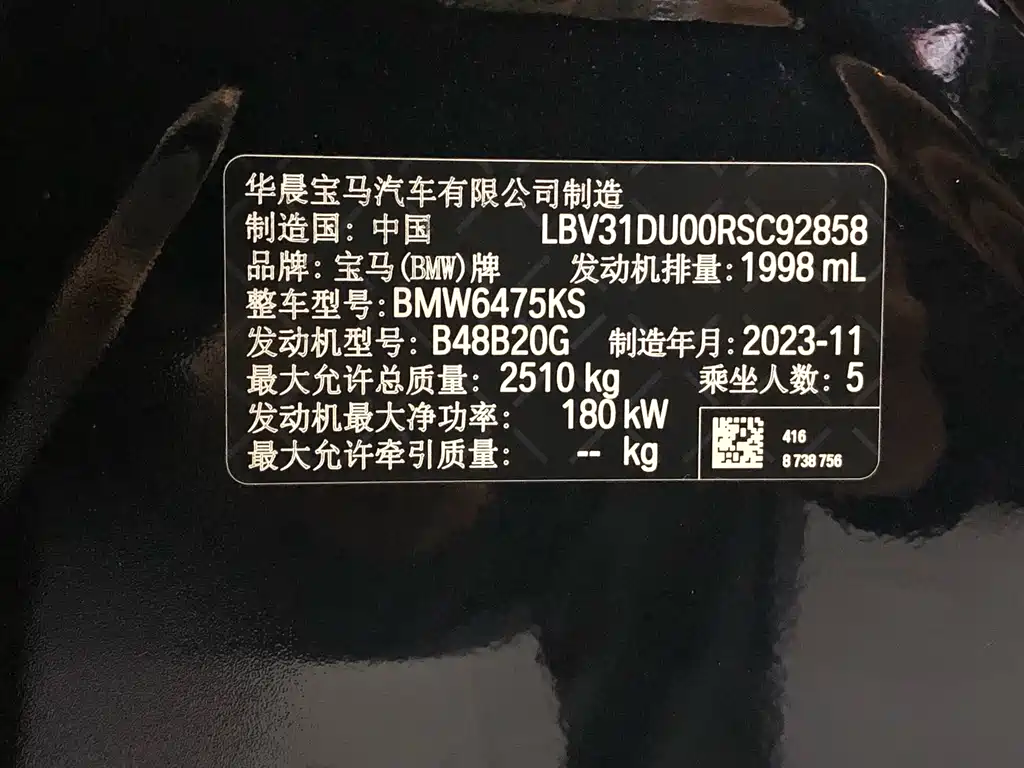 华晨宝马汽车有限公司制造
制造国：中国 LBV31DU00RSC92858
品牌：宝马(BMW)牌 发动机排量：1998 mL
整车型号：BMW6475KS
发动机型号：B48B20G 制造年月：2023-11
最大允许总质量：2510 kg 乘坐人数：5
发动机最大净功率： 180 kW
最大允许牵引质量： -- kg
416
8 738 756